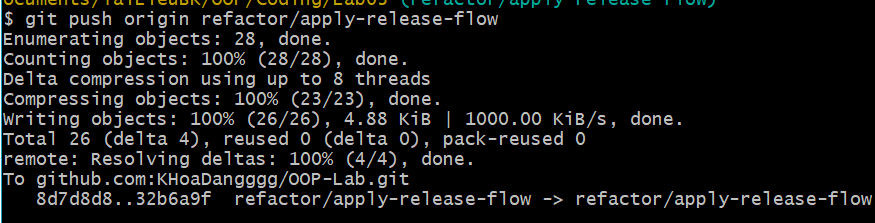 ocuments/TaiLieuBK/OOP/Coding/Lab05 (refactor/apply-release-flow)
$ git push origin refactor/apply-release-flow
Enumerating objects: 28, done.
Counting objects: 100% (28/28), done.
Delta compression using up to 8 threads
Compressing objects: 100% (23/23), done.
Writing objects: 100% (26/26), 4.88 KiB | 1000.00 KiB/s, done.
Total 26 (delta 4), reused 0 (delta 0), pack-reused 0
remote: Resolving deltas: 100% (4/4), done.
To github.com:KHoaDangggg/OOP-Lab.git
8d7d8d8..32b6a9f  refactor/apply-release-flow -> refactor/apply-release-flow